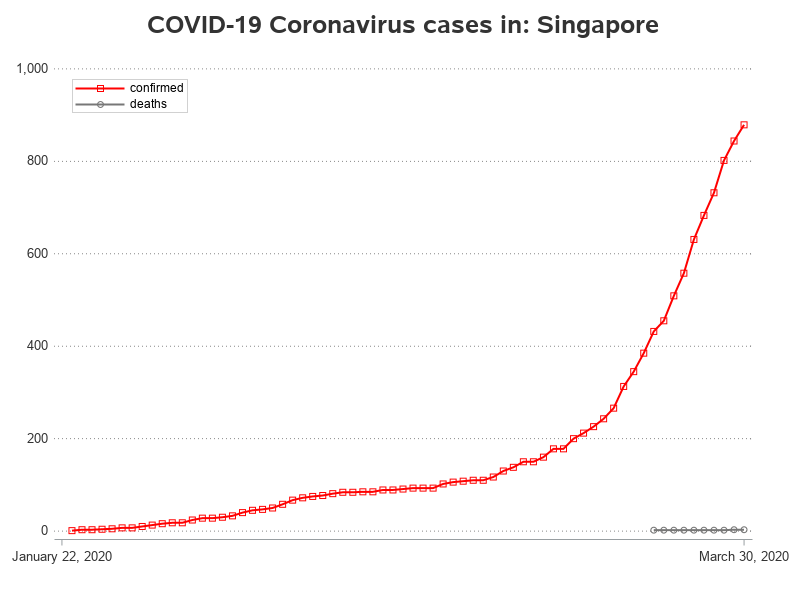 COVID-19 Coronavirus cases in: Singapore
1,000
confirmed
deaths
800
600
400
200
0
January 22, 2020
March 30, 2020